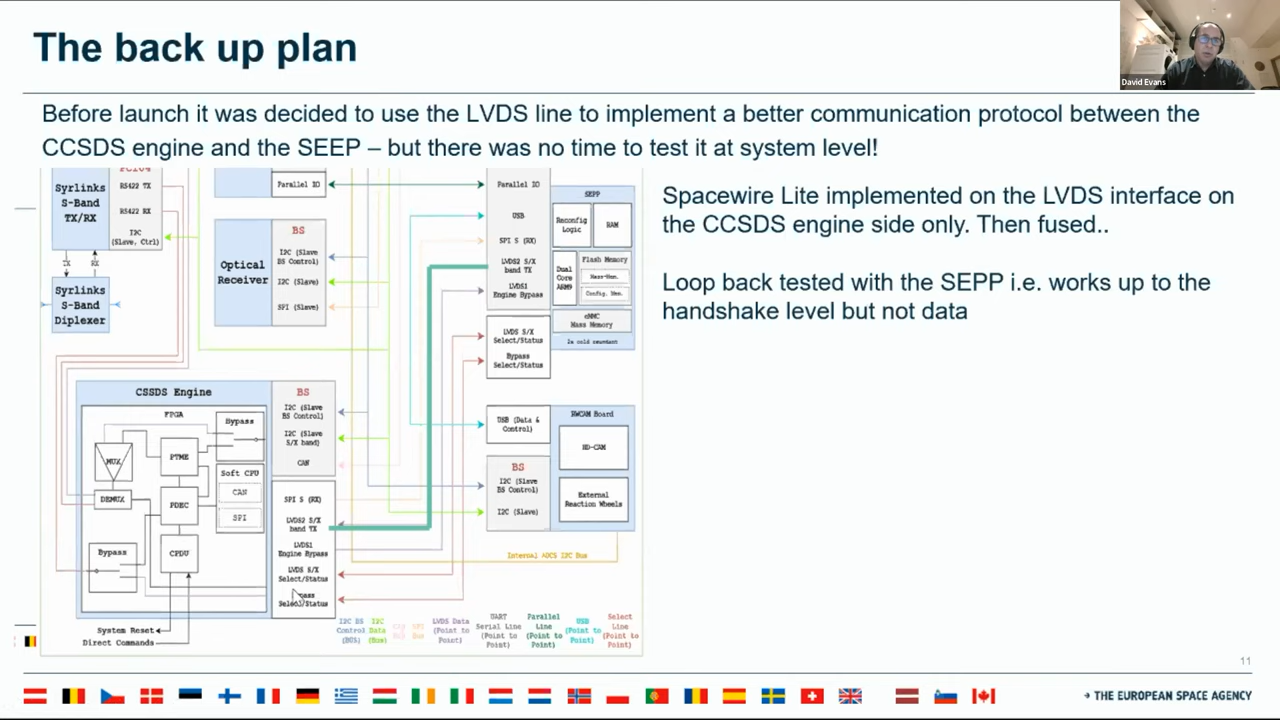 The back up plan
David Evans
Before launch it was decided to use the LVDS line to implement a better communication protocol between the
CCSDS engine and the SEEP – but there was no time to test it at system level!
Spacewire Lite implemented on the LVDS interface on
the CCSDS engine side only. Then fused..
Loop back tested with the SEPP i.e. works up to the
handshake level but not data
Syrlinks
S-Band
TX/RX
RS422 TX
RS422 RX
I2C
(Slave, Ctrl)
TX
RX
Syrlinks
S-Band
Diplexer
Parallel IO
Optical
Receiver
BS
I2C (Slave
BS Control)
I2C (Slave)
SPI (Slave)
Parallel IO
USB
SPI S (RX)
LVDS2 S/X
band TX
LVDS1
Engine Bypass
SEPP
Reconfig
Logic
RAM
Dual
Core
ARM9
Flash Memory
Config. Mem.
eMMC
Mass Memory
LVDS S/X
Select/Status
Bypass
Select/Status
USB (Data &
Control)
BS
I2C (Slave
BS Control)
I2C (Slave)
RWCAM Board
HD-CAM
External
Reaction Wheels
Internal ADCS I2C Bus
CSSDS Engine
FPGA
Bypass
MUX
PTME
Soft CPU
CAN
SPI
DEMUX
PDEC
Bypass
CPDU
BS
I2C (Slave
BS Control)
I2C (Slave
S/X band)
CAN
SPI S (RX)
LVDS2 S/X
band TX
LVDS1
Engine Bypass
LVDS S/X
Select/Status
Select/Status
System Reset
Direct Commands
I2C BS
Control
(BUS)
I2C
Data
(Bus)
LVDS Data
(Point to
Point)
UART
Serial Line
(Point to
Point)
Parallel
Line
(Point to
Point)
USB
(Point to
Point)
Select
Line
(Point to
Point)
11
→ THE EUROPEAN SPACE AGENCY